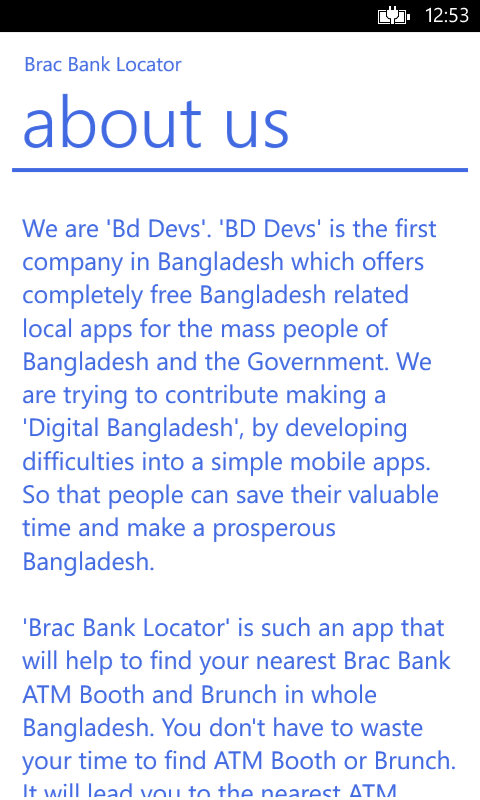 12:53
Brac Bank Locator
about us
We are 'Bd Devs'. 'BD Devs' is the first
company in Bangladesh which offers
completely free Bangladesh related
local apps for the mass people of
Bangladesh and the Government. We
are trying to contribute making a
'Digital Bangladesh', by developing
difficulties into a simple mobile apps.
So that people can save their valuable
time and make a prosperous
Bangladesh.
'Brac Bank Locator' is such an app that
will help to find your nearest Brac Bank
ATM Booth and Brunch in whole
Bangladesh. You don't have to waste
your time to find ATM Booth or Brunch.
It will lead you to the nearest ATM